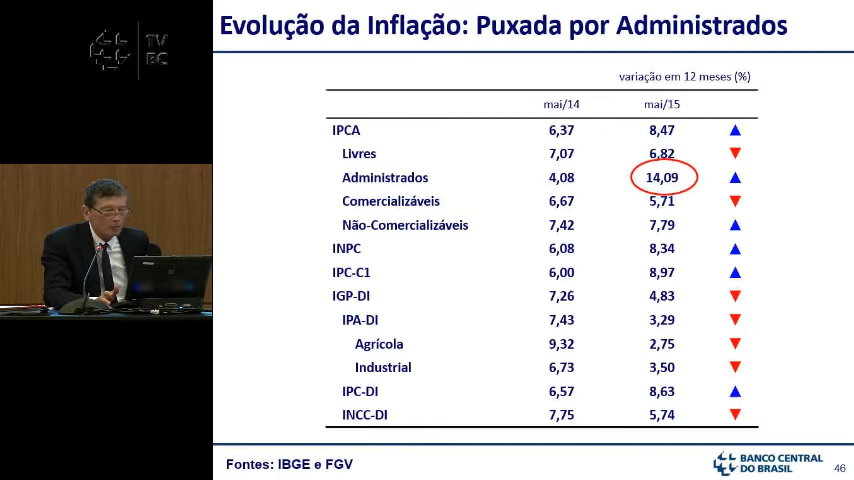 TV
BC
Evolução da Inflação: Puxada por Administrados
variação em 12 meses (%)
mai/14 mai/15
IPCA 6,37 8,47
Livres 7,07 6,82
Administrados 4,08 14,09
Comercializáveis 6,67 5,71
Não-Comercializáveis 7,42 7,79
INPC 6,08 8,34
IPC-C1 6,00 8,97
IGP-DI 7,26 4,83
IPA-DI 7,43 3,29
Agrícola 9,32 2,75
Industrial 6,73 3,50
IPC-DI 6,57 8,63
INCC-DI 7,75 5,74
Fontes: IBGE e FGV
BANCO CENTRAL
DO BRASIL
46